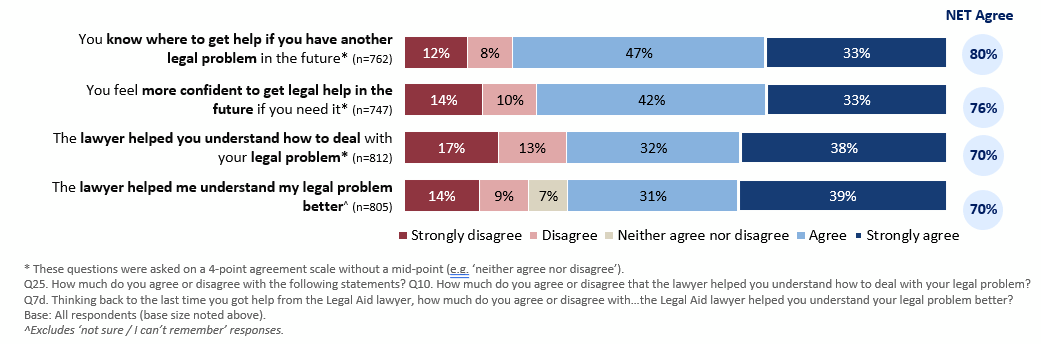 NET Agree
You know where to get help if you have another
legal problem in the future* (n=762)
12% 8% 47% 33% 80%
You feel more confident to get legal help in the
future if you need it* (n=747)
14% 10% 42% 33% 76%
The lawyer helped you understand how to deal with
your legal problem* (n=812)
17% 13% 32% 38% 70%
The lawyer helped me understand my legal problem
better^ (n=805)
14% 9% 7% 31% 39% 70%
Strongly disagree Disagree Neither agree nor disagree Agree Strongly agree
* These questions were asked on a 4-point agreement scale without a mid-point (e.g. ‘neither agree nor disagree’).
Q25. How much do you agree or disagree with the following statements? Q10. How much do you agree or disagree that the lawyer helped you understand how to deal with your legal problem?
Q7d. Thinking back to the last time you got help from the Legal Aid lawyer, how much do you agree or disagree with...the Legal Aid lawyer helped you understand your legal problem better?
Base: All respondents (base size noted above).
^Excludes ‘not sure / I can’t remember’ responses.